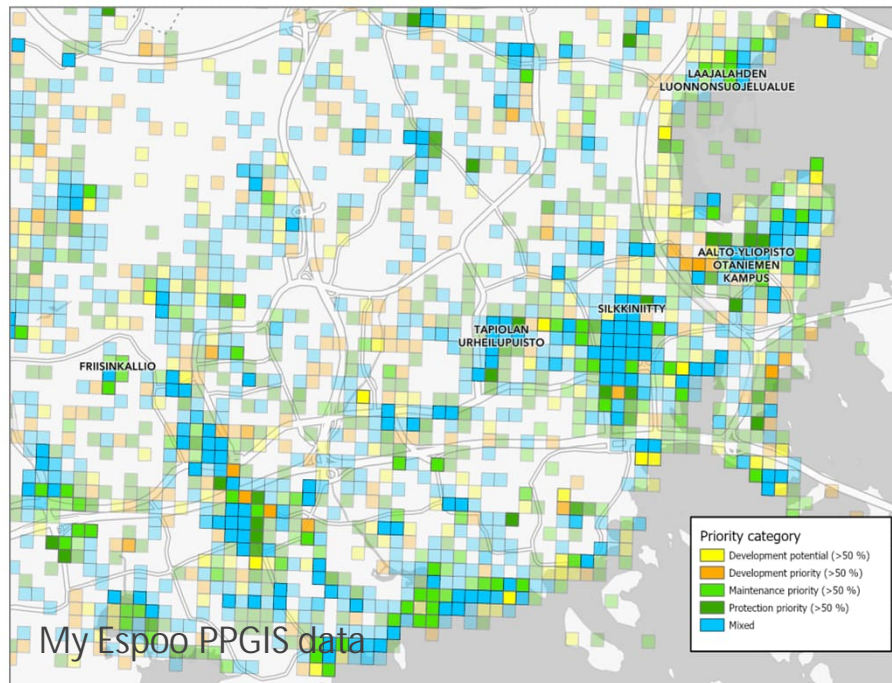 LAAJALAHDEN
LUONNONSUOJELUALUE
AALTO-YLIOPISTO
OTANIEMEN
KAMPUS
SILKKINIITTY
TAPIOLAN
URHEILUPUISTO
FRIISINKALLIO
Priority category
Development potential (>50 %)
Development priority (>50 %)
Maintenance priority (>50 %)
Protection priority (>50 %)
Mixed
My Espoo PPGIS data